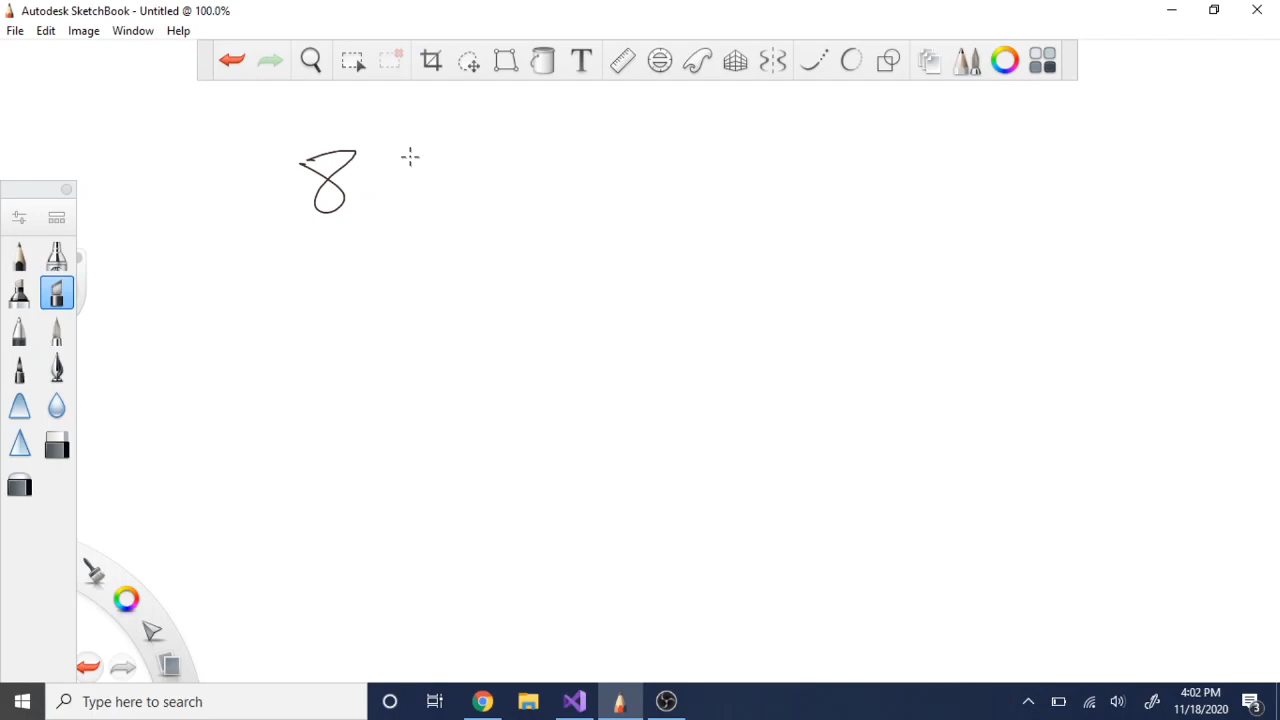 Autodesk SketchBook - Untitled @ 100.0%
File Edit Image Window Help
T
8
Type here to search
4:02 PM
11/18/2020
3